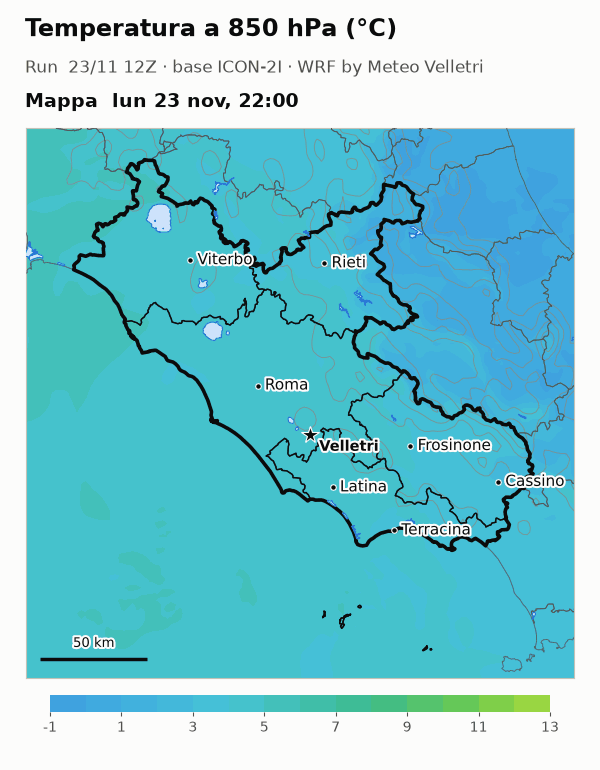 Temperatura a 850 hPa (°C)
Run  23/11 12Z · base ICON-2I · WRF by Meteo Velletri
Mappa  lun 23 nov, 22:00
Viterbo
Rieti
Roma
Velletri
Frosinone
Latina
Cassino
Terracina
50 km
-1 1 3 5 7 9 11 13